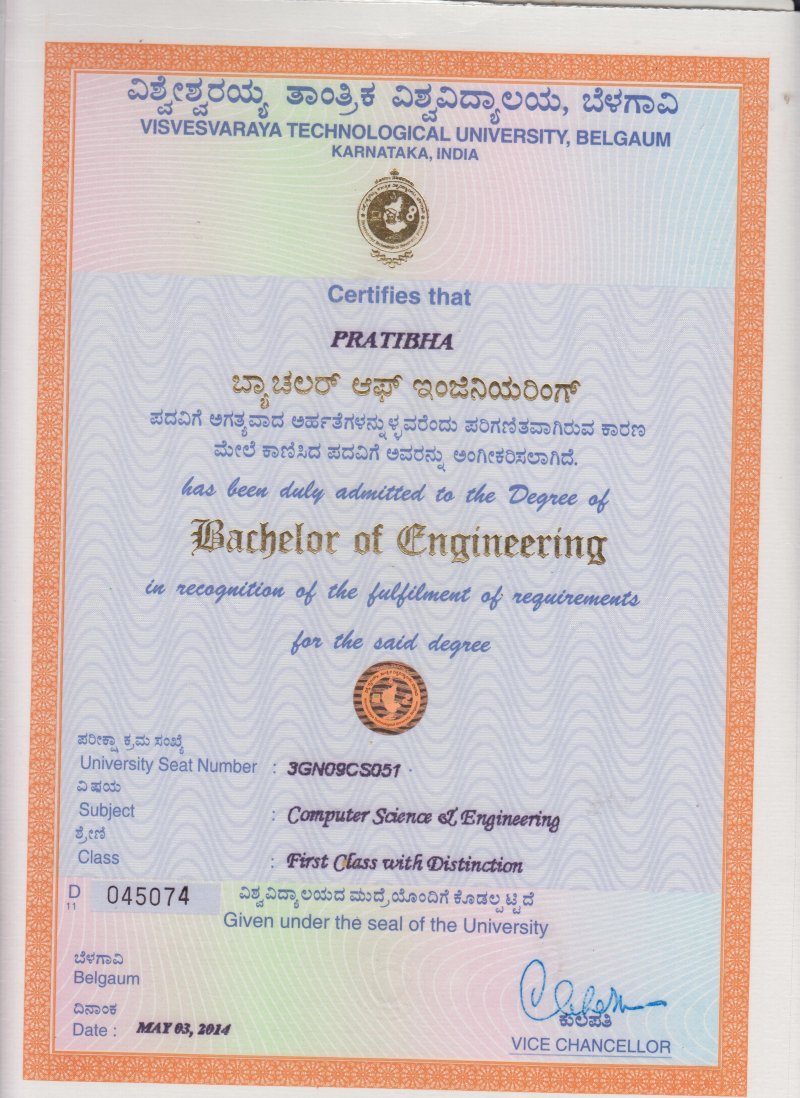 ವಿಶ್ವೇಶ್ವರಯ್ಯ ತಾಂತ್ರಿಕ ವಿಶ್ವವಿದ್ಯಾಲಯ, ಬೆಳಗಾವಿ
VISVESVARAYA TECHNOLOGICAL UNIVERSITY, BELGAUM
KARNATAKA, INDIA
Certifies that
PRATIBHA
ಬ್ಯಾಚಲರ್ ಆಫ್ ಇಂಜಿನಿಯರಿಂಗ್
ಪದವಿಗೆ ಅಗತ್ಯವಾದ ಅರ್ಹತೆಗಳನ್ನುಳ್ಳವರೆಂದು ಪರಿಗಣಿತವಾಗಿರುವ ಕಾರಣ
ಮೇಲೆ ಕಾಣಿಸಿದ ಪದವಿಗೆ ಅವರನ್ನು ಅಂಗೀಕರಿಸಲಾಗಿದೆ.
has been duly admitted to the Degree of
Bachelor of Engineering
in recognition of the fulfilment of requirements
for the said degree
ಪರೀಕ್ಷಾ ಕ್ರಮ ಸಂಖ್ಯೆ
University Seat Number : 3GN09CS051
ವಿಷಯ
Subject : Computer Science & Engineering
ಶ್ರೇಣಿ
Class : First Class with Distinction
D 11 045074
ವಿಶ್ವವಿದ್ಯಾಲಯದ ಮುದ್ರೆಯೊಂದಿಗೆ ಕೊಡಲ್ಪಟ್ಟಿದೆ
Given under the seal of the University
ಬೆಳಗಾವಿ
Belgaum
ದಿನಾಂಕ
Date : MAY 03, 2014
ಕುಲಪತಿ
VICE CHANCELLOR